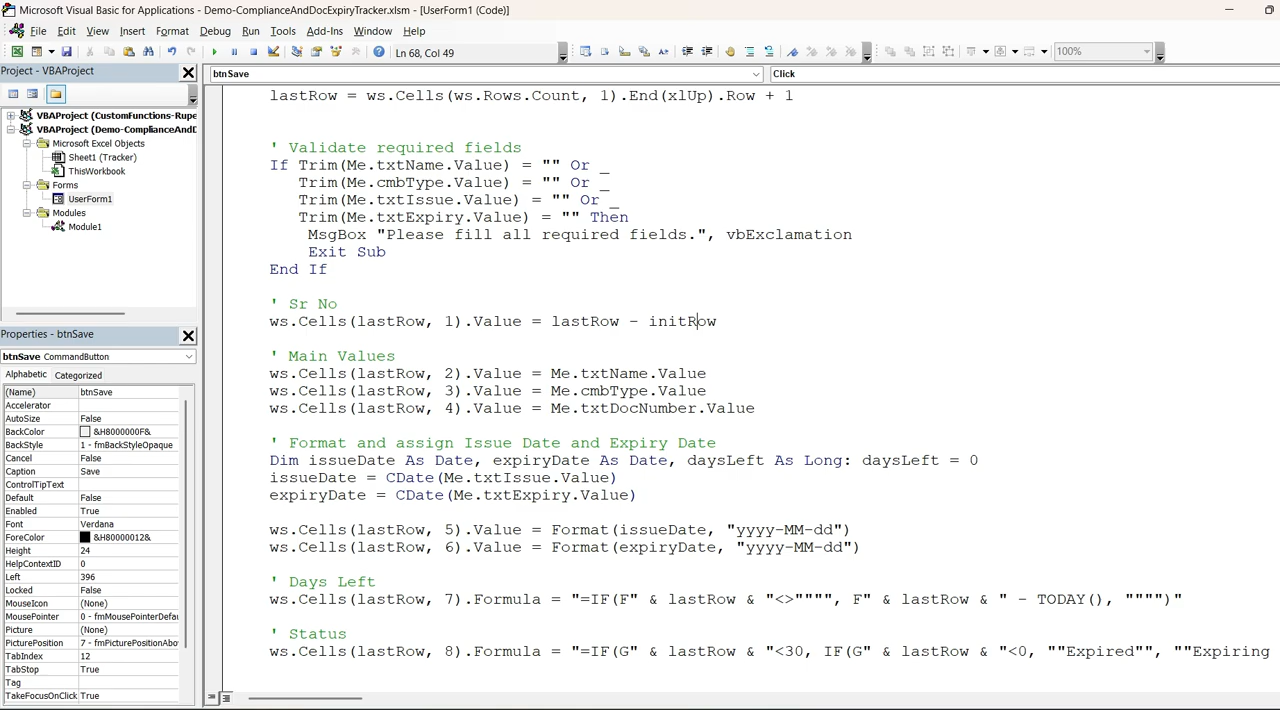 Microsoft Visual Basic for Applications - Demo-ComplianceAndDocExpiryTracker.xlsm - [UserForm1 (Code)]
File Edit View Insert Format Debug Run Tools Add-Ins Window Help
Ln 68, Col 49
100%
Project - VBAProject
VBAProject (CustomFunctions-Rupe
VBAProject (Demo-ComplianceAndD
Microsoft Excel Objects
Sheet1 (Tracker)
ThisWorkbook
Forms
UserForm1
Modules
Module1
Properties - btnSave
btnSave CommandButton
Alphabetic Categorized
(Name) btnSave
Accelerator
AutoSize False
BackColor &H8000000F&
BackStyle 1 - fmBackStyleOpaque
Cancel False
Caption Save
ControlTipText
Default False
Enabled True
Font Verdana
ForeColor &H80000012&
Height 24
HelpContextID 0
Left 396
Locked False
MouseIcon (None)
MousePointer 0 - fmMousePointerDefau
Picture (None)
PicturePosition 7 - fmPicturePositionAbo
TabIndex 12
TabStop True
Tag
TakeFocusOnClick True
btnSave Click
lastRow = ws.Cells(ws.Rows.Count, 1).End(xlUp).Row + 1
' Validate required fields
If Trim(Me.txtName.Value) = "" Or _
Trim(Me.cmbType.Value) = "" Or _
Trim(Me.txtIssue.Value) = "" Or _
Trim(Me.txtExpiry.Value) = "" Then
MsgBox "Please fill all required fields.", vbExclamation
Exit Sub
End If
' Sr No
ws.Cells(lastRow, 1).Value = lastRow - initRow
' Main Values
ws.Cells(lastRow, 2).Value = Me.txtName.Value
ws.Cells(lastRow, 3).Value = Me.cmbType.Value
ws.Cells(lastRow, 4).Value = Me.txtDocNumber.Value
' Format and assign Issue Date and Expiry Date
Dim issueDate As Date, expiryDate As Date, daysLeft As Long: daysLeft = 0
issueDate = CDate(Me.txtIssue.Value)
expiryDate = CDate(Me.txtExpiry.Value)
ws.Cells(lastRow, 5).Value = Format(issueDate, "yyyy-MM-dd")
ws.Cells(lastRow, 6).Value = Format(expiryDate, "yyyy-MM-dd")
' Days Left
ws.Cells(lastRow, 7).Formula = "=IF(F" & lastRow & "<>"""", F" & lastRow & " - TODAY(), """")"
' Status
ws.Cells(lastRow, 8).Formula = "=IF(G" & lastRow & "<30, IF(G" & lastRow & "<0, ""Expired"", ""Expiring